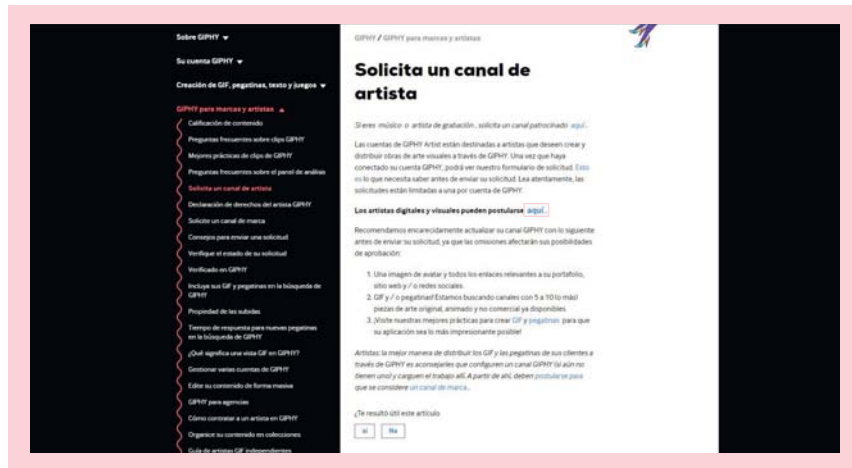 Sobre GIPHY
Su cuenta GIPHY
Creación de GIF, pegatinas, texto y juegos
GIPHY para marcas y artistas
Calificación de contenido
Preguntas frecuentes sobre clips GIPHY
Mejores prácticas de clips de GIPHY
Preguntas frecuentes sobre el panel de análisis
Solicita un canal de artista
Declaración de derechos del artista GIPHY
Solicite un canal de marca
Consejos para enviar una solicitud
Verifique el estado de su solicitud
Verificado en GIPHY
Incluya sus GIF y pegatinas en la búsqueda de
GIPHY
Propiedad de las subidas
Tiempo de respuesta para nuevas pegatinas
en la búsqueda de GIPHY
¿Qué significa una vista GIF en GIPHY?
Gestionar varias cuentas de GIPHY
Edite su contenido de forma masiva
GIPHY para agencias
Cómo contratar a un artista en GIPHY
Organice su contenido en colecciones
Guía de artistas GIF independientes
GIPHY / GIPHY para marcas y artistas
Solicita un canal de
artista
Si eres músico o artista de grabación, solicita un canal patrocinado aquí.
Las cuentas de GIPHY Artist están destinadas a artistas que deseen crear y
distribuir obras de arte visuales a través de GIPHY. Una vez que haya
conectado su cuenta GIPHY, podrá ver nuestro formulario de solicitud. Esto
es lo que necesita saber antes de enviar su solicitud. Lea atentamente, las
solicitudes están limitadas a una por cuenta de GIPHY.
Los artistas digitales y visuales pueden postularse aquí.
Recomendamos encarecidamente actualizar su canal GIPHY con lo siguiente
antes de enviar su solicitud, ya que las omisiones afectarán sus posibilidades
de aprobación:
1. Una imagen de avatar y todos los enlaces relevantes a su portafolio,
sitio web y / o redes sociales.
2. GIF y / o pegatinas! Estamos buscando canales con 5 a 10 (o más)
piezas de arte original, animado y no comercial ya disponibles
3. ¡Visite nuestras mejores prácticas para crear GIF y pegatinas para que
su aplicación sea lo más impresionante posible!
Artistas: la mejor manera de distribuir los GIF y las pegatinas de sus clientes a
través de GIPHY es aconsejarles que configuren un canal GIPHY (si aún no
tienen uno) y carguen el trabajo allí. A partir de ahí, deben postularse para
que se considere un canal de marca.
¿Te resultó útil este artículo
sí
No